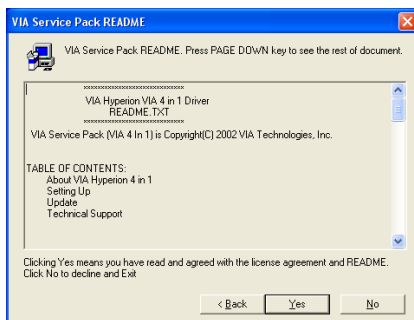 VIA Service Pack README
VIA Service Pack README. Press PAGE DOWN key to see the rest of document.
VIA Hyperion VIA 4 in 1 Driver
README.TXT
VIA Service Pack (VIA 4 In 1) is Copyright(C) 2002 VIA Technologies, Inc.
TABLE OF CONTENTS:
About VIA Hyperion 4 in 1
Setting Up
Update
Technical Support
Clicking Yes means you have read and agreed with the license agreement and README.
Click No to decline and Exit
< Back Yes No